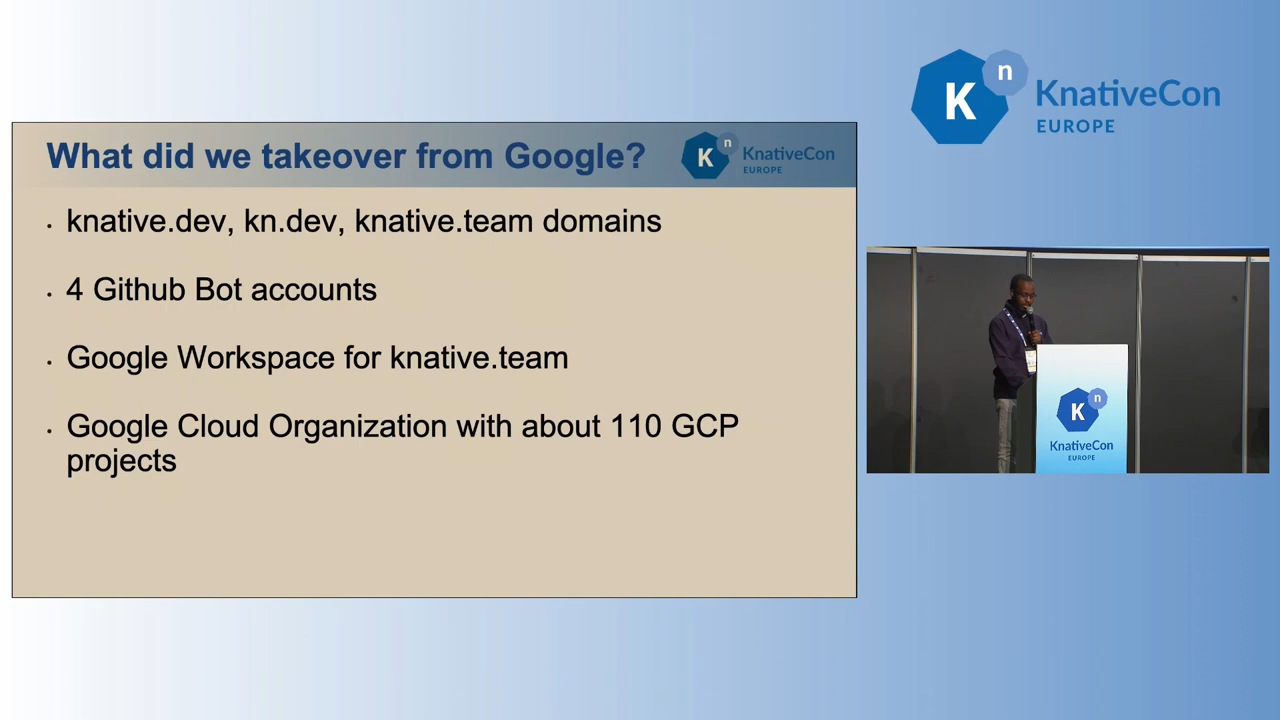 K n
KnativeCon
EUROPE
What did we takeover from Google?
K n
KnativeCon
EUROPE
• knative.dev, kn.dev, knative.team domains
• 4 Github Bot accounts
• Google Workspace for knative.team
• Google Cloud Organization with about 110 GCP
projects
K n
KnativeCon
EUROPE